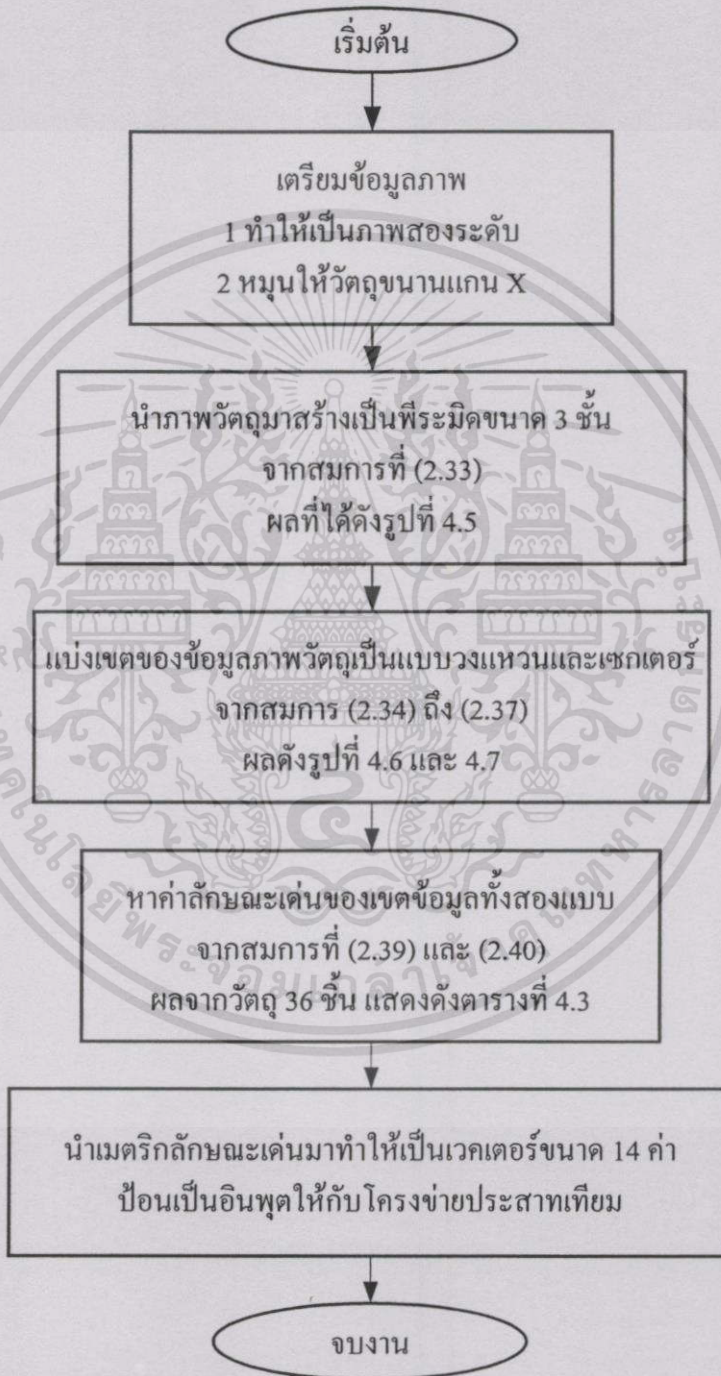 เริ่มต้น
เตรียมข้อมูลภาพ
1 ทำให้เป็นภาพสองระดับ
2 หมุนให้วัตถุขนานแกน X
นำภาพวัตถุมาสร้างเป็นพีระมิดขนาด 3 ชั้น
จากสมการที่ (2.33)
ผลที่ได้ดังรูปที่ 4.5
แบ่งเขตของข้อมูลภาพวัตถุเป็นแบบวงแหวนและเซกเตอร์
จากสมการ (2.34) ถึง (2.37)
ผลดังรูปที่ 4.6 และ 4.7
หาค่าลักษณะเด่นของเขตข้อมูลทั้งสองแบบ
จากสมการที่ (2.39) และ (2.40)
ผลจากวัตถุ 36 ชิ้น แสดงดังตารางที่ 4.3
นำเมตริกลักษณะเด่นมาทำให้เป็นเวคเตอร์ขนาด 14 ค่า
ป้อนเป็นอินพุตให้กับโครงข่ายประสาทเทียม
จบงาน